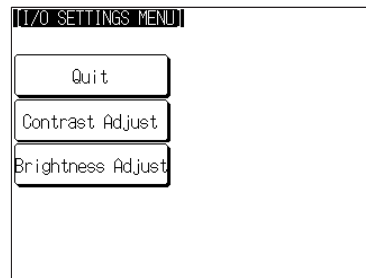 [I/O SETTINGS MENU]
Quit
Contrast Adjust
Brightness Adjust